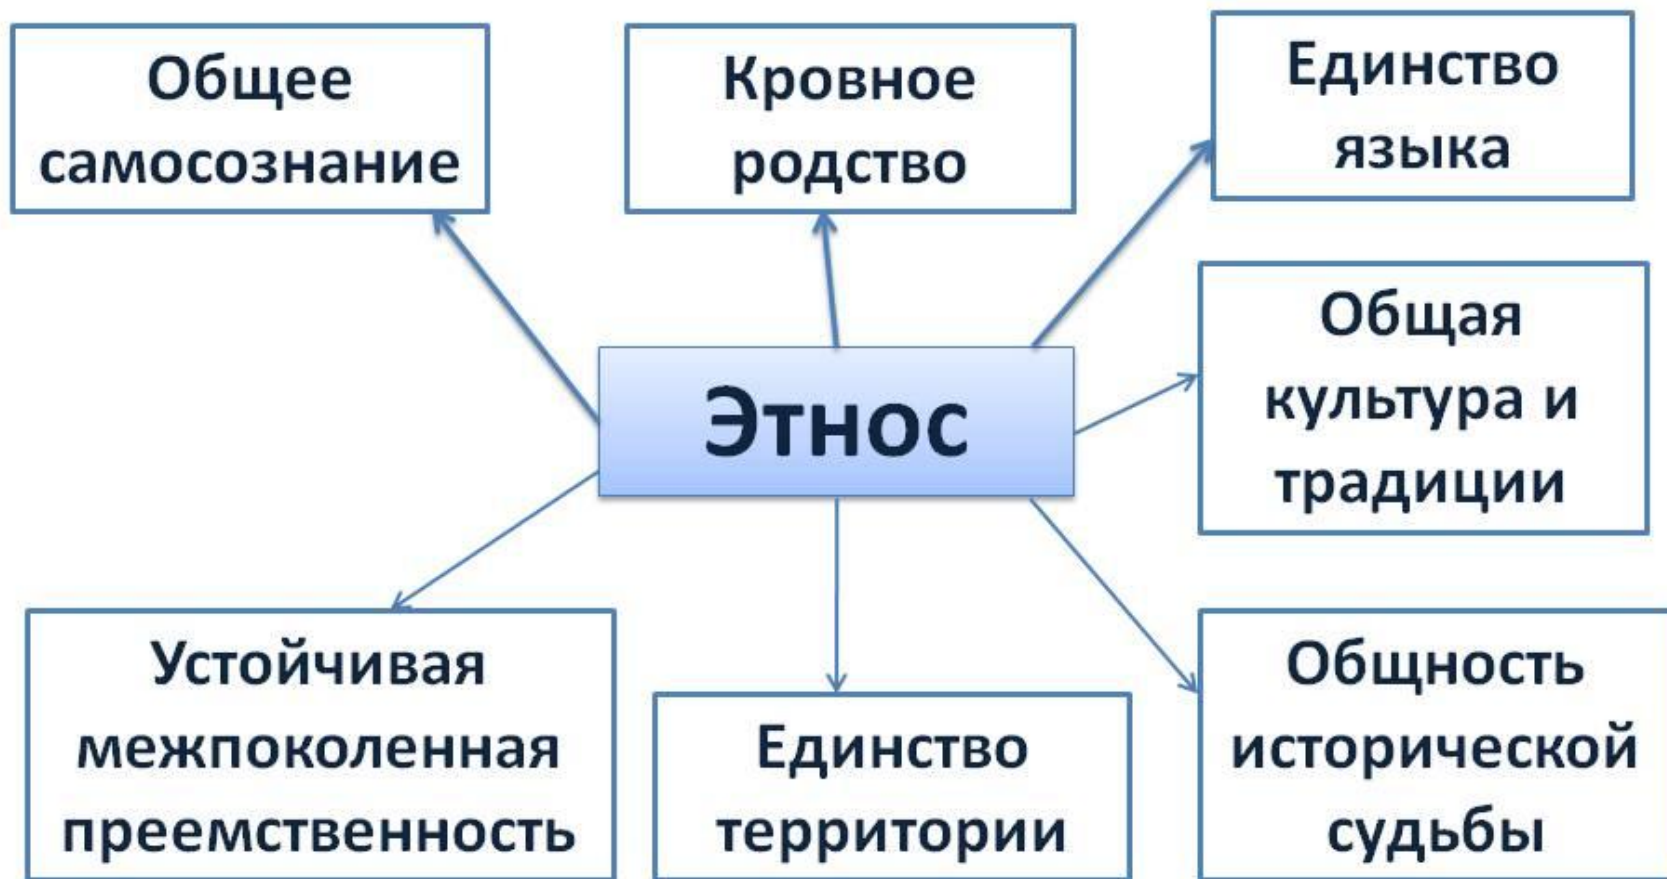 Общее
самосознание
Кровное
родство
Единство
языка
Общая
культура и
традиции
Этнос
Устойчивая
межпоколенная
преемственность
Единство
территории
Общность
исторической
судьбы